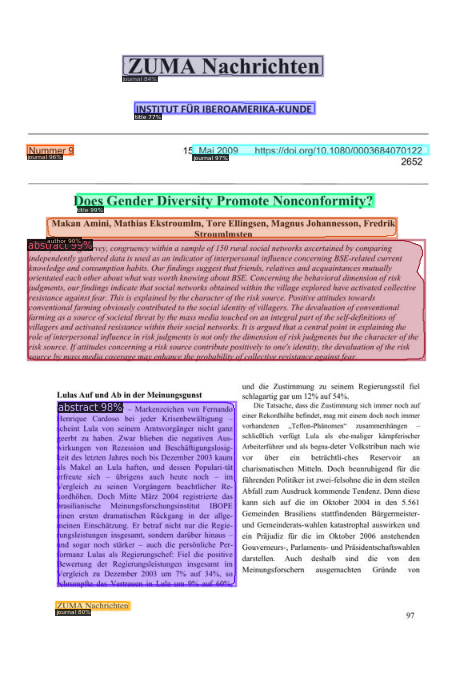 ZUMA Nachrichten
journal 84%
INSTITUT FÜR IBEROAMERIKA-KUNDE
title 77%
Nummer 9
journal 96%
15. Mai 2009 https://doi.org/10.1080/0003684070122
2652
journal 97%
Does Gender Diversity Promote Nonconformity?
title 99%
Makan Amini, Mathias Ekstroumlm, Tore Ellingsen, Magnus Johannesson, Fredrik
Stroumlmsten
author 90%
abstract 99%
vey, congruency within a sample of 150 rural social networks ascertained by comparing
independently gathered data is used as an indicator of interpersonal influence concerning BSE-related current
knowledge and consumption habits. Our findings suggest that friends, relatives and acquaintances mutually
orientated each other about what was worth knowing about BSE. Concerning the behavioral dimension of risk
judgments, our findings indicate that social networks obtained within the village explored have activated collective
resistance against fear. This is explained by the character of the risk source. Positive attitudes towards
conventional farming obviously contributed to the social identity of villagers. The devaluation of conventional
farming as a source of societal threat by the mass media touched on an integral part of the self-definitions of
villagers and activated resistance within their social networks. It is argued that a central point in explaining the
role of interpersonal influence in risk judgments is not only the dimension of risk judgments but the character of the
risk source. If attitudes concerning a risk source contribute positively to one's identity, the devaluation of the risk
source by mass media coverage may enhance the probability of collective resistance against fear.
Lulas Auf und Ab in der Meinungsgunst
abstract 98%
– Markenzeichen von Fernando
Henrique Cardoso bei jeder Krisenbewältigung –
scheint Lula von seinem Amtsvorgänger nicht ganz
geerbt zu haben. Zwar blieben die negativen Aus-
wirkungen von Rezession und Beschäftigungslosig-
keit des letzten Jahres noch bis Dezember 2003 kaum
als Makel an Lula haften, und dessen Populari-tät
erfreute sich – übrigens auch heute noch – im
Vergleich zu seinen Vorgängern beachtlicher Re-
kordhöhen. Doch Mitte März 2004 registrierte das
brasilianische Meinungsforschungsinstitut IBOPE
einen ersten dramatischen Rückgang in der allge-
meinen Einschätzung. Er betraf nicht nur die Regie-
rungsleistungen insgesamt, sondern darüber hinaus –
und sogar noch stärker – auch die persönliche Per-
formanz Lulas als Regierungschef: Fiel die positive
Bewertung der Regierungsleistungen insgesamt im
Vergleich zu Dezember 2003 um 7% auf 34%, so
schrumpfte das Vertrauen in Lula um 9% auf 60%,
und die Zustimmung zu seinem Regierungsstil fiel
schlagartig gar um 12% auf 54%.
Die Tatsache, dass die Zustimmung sich immer noch auf
einer Rekordhöhe befindet, mag mit einem doch noch immer
vorhandenen „Teflon-Phänomen“ zusammenhängen –
schließlich verfügt Lula als ehe-maliger kämpferischer
Arbeiterführer und als begna-deter Volkstribun nach wie
vor über ein beträchtli-ches Reservoir an
charismatischen Mitteln. Doch beunruhigend für die
führenden Politiker ist zwei-felsohne die in dem steilen
Abfall zum Ausdruck kommende Tendenz. Denn diese
kann sich auf die im Oktober 2004 in den 5.561
Gemeinden Brasiliens stattfindenden Bürgermeister-
und Gemeinderats-wahlen katastrophal auswirken und
ein Präjudiz für die im Oktober 2006 anstehenden
Gouverneurs-, Parlaments- und Präsidentschaftswahlen
darstellen. Auch deshalb sind die von den
Meinungsforschern ausgemachten Gründe von
ZUMA Nachrichten
journal 80%
97